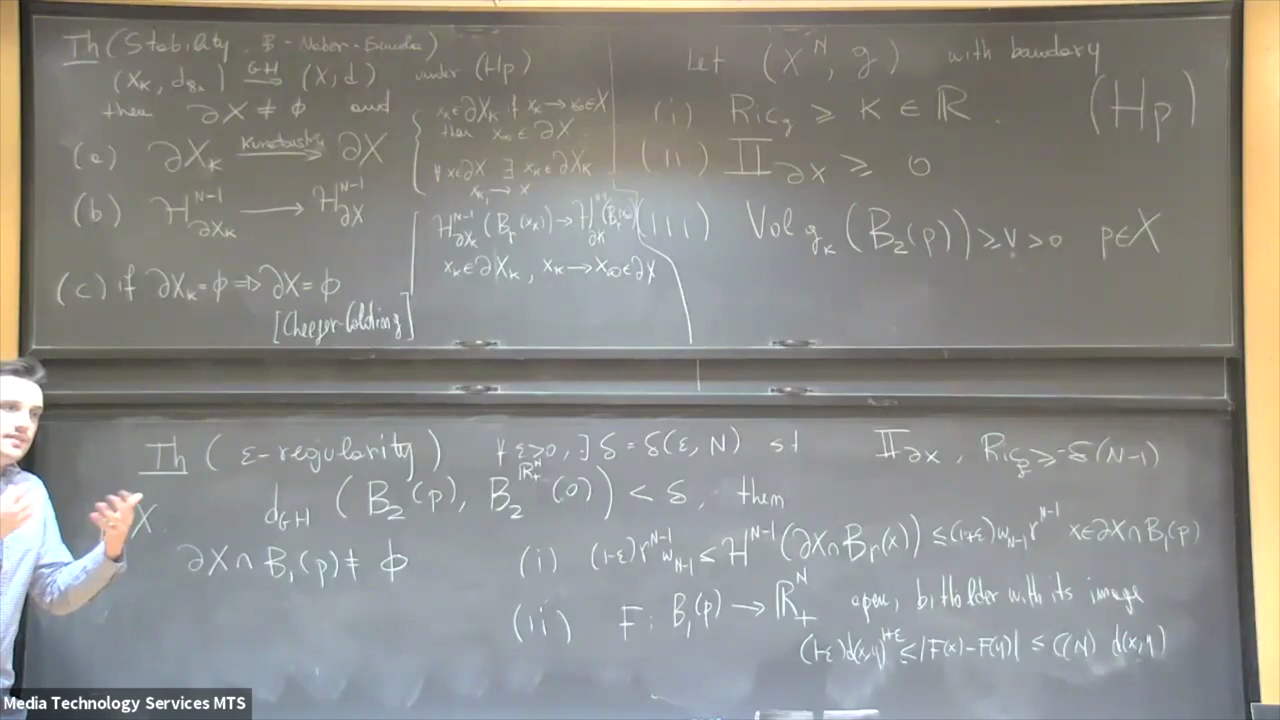 Th (Stability, B - Naber - Semola)
(X_k, d_{g_k}) —GH→ (X, d) under (Hp)
then ∂X ≠ ∅ and
(a) ∂X_k —Kuratowski→ ∂X
{ x_k∈∂X_k if x_k → x_∞∈X
then x_∞ ∈ ∂X
∀x∈∂X ∃ x_k∈∂X_k
x_k → x
(b) H^{N-1}_{∂X_k} ⟶ H^{N-1}_{∂X}
[ H^{N-1}_{∂X_k}(B_r(x_k)) → H^{N-1}_{∂X}(B_r(x_∞))
x_k∈∂X_k, x_k → x_∞∈∂X
(c) if ∂X_k = ∅ ⇒ ∂X = ∅
[Cheeger-Colding]
Let (X^N, g) with boundary
(i) Ric_g ≥ K ∈ ℝ. (Hp)
(ii) II_{∂X} ≥ 0
(iii) Vol_{g_k}(B_2(p)) ≥ v > 0 p∈X
Th (ε-regularity) ∀ε>0, ∃ δ = δ(ε, N) st II_{∂X}, Ric_g ≥ -δ(N-1)
d_{GH}(B_2(p), B_2^{ℝ^N_+}(0)) < δ, then
X
∂X ∩ B_1(p) ≠ ∅
(i) (1-ε)r^{N-1}ω_{N-1} ≤ H^{N-1}(∂X∩B_r(x)) ≤ (1+ε)ω_{N-1} r^{N-1} x∈∂X∩B_1(p)
(ii) F : B_1(p) → ℝ^N_+ open, biHolder with its image
(1-ε)d(x,y)^{1+ε} ≤ |F(x)-F(y)| ≤ C(N) d(x,y)
Media Technology Services MTS